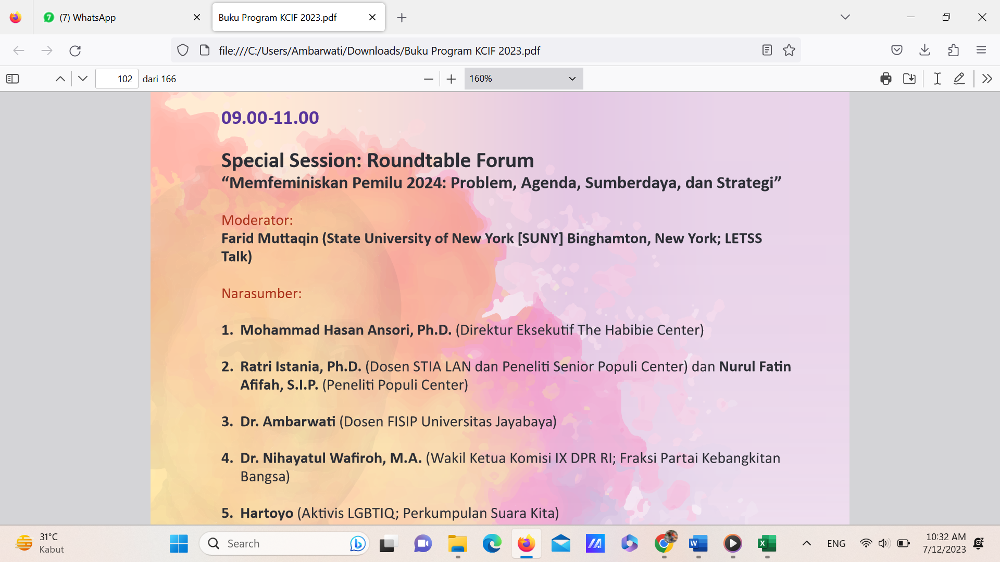 (7) WhatsApp
Buku Program KCIF 2023.pdf
file:///C:/Users/Ambarwati/Downloads/Buku Program KCIF 2023.pdf
102 dari 166
160%
09.00-11.00
Special Session: Roundtable Forum
“Memfeminiskan Pemilu 2024: Problem, Agenda, Sumberdaya, dan Strategi”
Moderator:
Farid Muttaqin (State University of New York [SUNY] Binghamton, New York; LETSS
Talk)
Narasumber:
1. Mohammad Hasan Ansori, Ph.D. (Direktur Eksekutif The Habibie Center)
2. Ratri Istania, Ph.D. (Dosen STIA LAN dan Peneliti Senior Populi Center) dan Nurul Fatin
Afifah, S.I.P. (Peneliti Populi Center)
3. Dr. Ambarwati (Dosen FISIP Universitas Jayabaya)
4. Dr. Nihayatul Wafiroh, M.A. (Wakil Ketua Komisi IX DPR RI; Fraksi Partai Kebangkitan
Bangsa)
5. Hartoyo (Aktivis LGBTIQ; Perkumpulan Suara Kita)
31°C
Kabut
Search
ENG
10:32 AM
7/12/2023